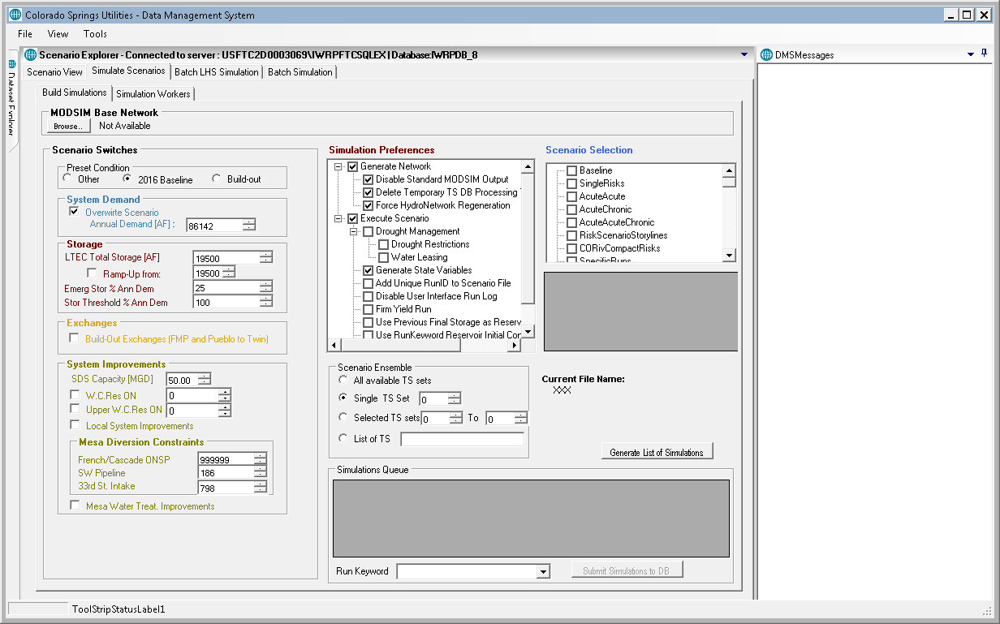 Colorado Springs Utilities - Data Management System
File View Tools
Dataset Explorer
Scenario Explorer - Connected to server : USFTC2D0003069\IWRPFTCSQLEX | Database:IWRPDB_8
Scenario View Simulate Scenarios Batch LHS Simulation Batch Simulation
Build Simulations Simulation Workers
MODSIM Base Network
Browse.. Not Available
Scenario Switches
Preset Condition
Other 2016 Baseline Build-out
System Demand
Overwirte Scenario
Annual Demand [AF] : 86142
Storage
LTEC Total Storage [AF] 19500
Ramp-Up from: 19500
Emerg Stor % Ann Dem 25
Stor Threshold % Ann Dem 100
Exchanges
Build-Out Exchanges (FMP and Pueblo to Twin)
System Improvements
SDS Capacity [MGD] 50.00
W.C.Res ON 0
Upper W.C.Res ON 0
Local System Improvements
Mesa Diversion Constraints
French/Cascade ONSP 999999
SW Pipeline 186
33rd St. Intake 798
Mesa Water Treat. Improvements
Simulation Preferences
Generate Network
Disable Standard MODSIM Output
Delete Temporary TS DB Processing
Force HydroNetwork Regeneration
Execute Scenario
Drought Management
Drought Restrictions
Water Leasing
Generate State Variables
Add Unique RunID to Scenario File
Disable User Interface Run Log
Firm Yield Run
Use Previous Final Storage as Reserv
Use RunKeyword Reservoir Initial Cor
Scenario Selection
Baseline
SingleRisks
AcuteAcute
AcuteChronic
AcuteAcuteChronic
RiskScenarioStorylines
CORivCompactRisks
SpecificRuns
Scenario Ensemble
All available TS sets
Single TS Set 0
Selected TS sets 0 To 0
List of TS
Current File Name:
XXX
Generate List of Simulations
Simulations Queue
Run Keyword Submit Simulations to DB
DMSMessages
ToolStripStatusLabel1